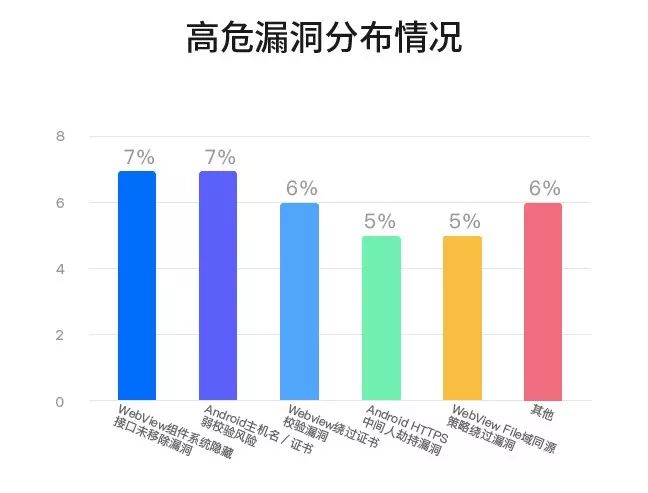 高危漏洞分布情况
8
6
4
2
0
7%
7%
6%
5%
5%
6%
WebView组件系统隐藏
接口未移除漏洞
Android主机名 / 证书
弱校验风险
Webview绕过证书
校验漏洞
Android HTTPS
中间人劫持漏洞
WebView File域同源
策略绕过漏洞
其他